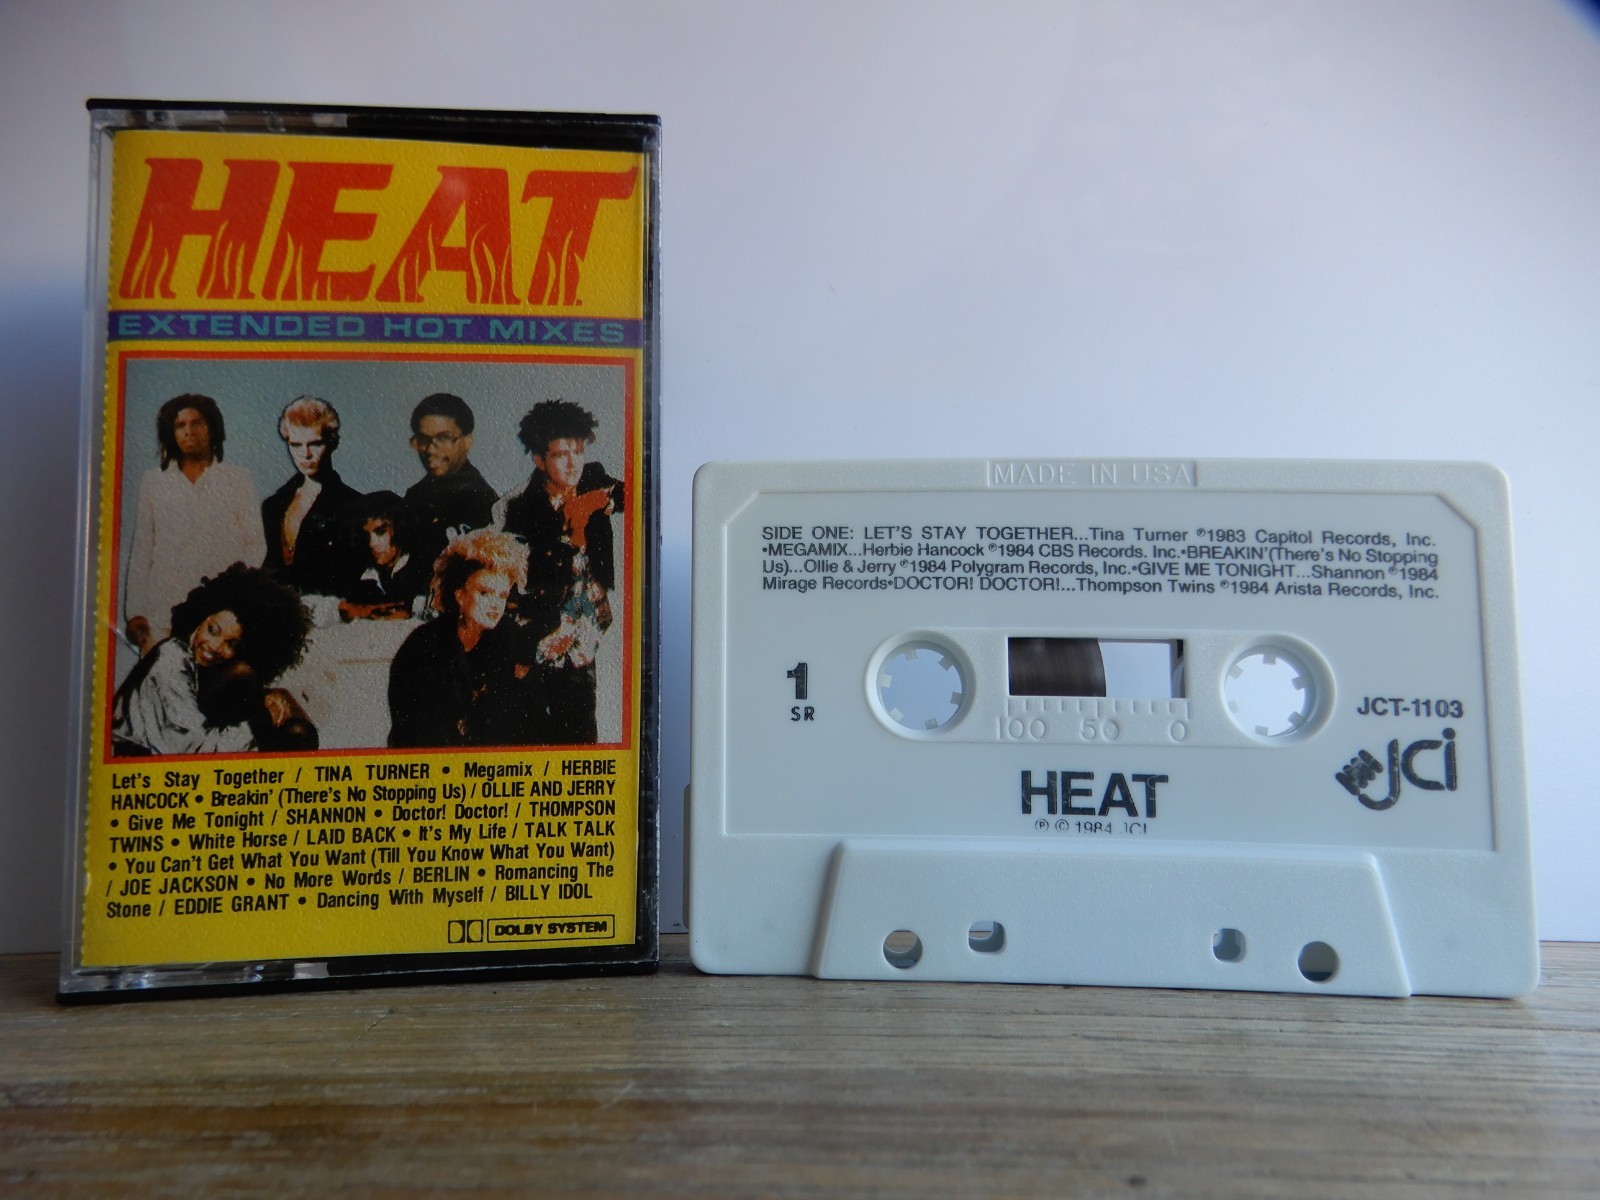 HEAT
EXTENDED HOT MIXES
Let's Stay Together / TINA TURNER • Megamix / HERBIE
HANCOCK • Breakin' (There's No Stopping Us) / OLLIE AND JERRY
• Give Me Tonight / SHANNON • Doctor! Doctor! / THOMPSON
TWINS • White Horse / LAID BACK • It's My Life / TALK TALK
• You Can't Get What You Want (Till You Know What You Want)
/ JOE JACKSON • No More Words / BERLIN • Romancing The
Stone / EDDIE GRANT • Dancing With Myself / BILLY IDOL
DOLBY SYSTEM
MADE IN USA
SIDE ONE: LET'S STAY TOGETHER...Tina Turner ℗1983 Capitol Records, Inc.
•MEGAMIX...Herbie Hancock ℗1984 CBS Records. Inc.•BREAKIN'(There's No Stopping
Us)...Ollie & Jerry ℗1984 Polygram Records, Inc.•GIVE ME TONIGHT...Shannon ℗1984
Mirage Records•DOCTOR! DOCTOR!...Thompson Twins ℗1984 Arista Records, Inc.
1
SR
100 50 0
JCT-1103
JCi
HEAT
℗ © 1984 JCI